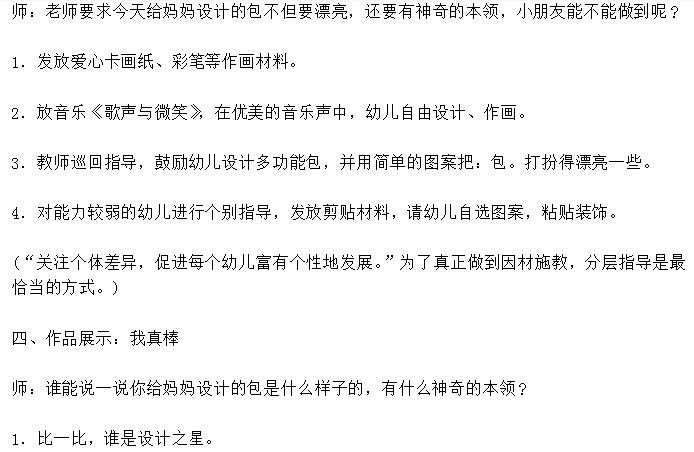 师：老师要求今天给妈妈设计的包不但要漂亮，还要有神奇的本领，小朋友能不能做到呢？
1. 发放爱心卡画纸、彩笔等作画材料。
2. 放音乐《歌声与微笑》，在优美的音乐声中，幼儿自由设计、作画。
3. 教师巡回指导，鼓励幼儿设计多功能包，并用简单的图案把：包。打扮得漂亮一些。
4. 对能力较弱的幼儿进行个别指导，发放剪贴材料，请幼儿自选图案，粘贴装饰。
(“关注个体差异，促进每个幼儿富有个性地发展。”为了真正做到因材施教，分层指导是最
恰当的方式。)
四、作品展示：我真棒
师：谁能说一说你给妈妈设计的包是什么样子的，有什么神奇的本领？
1. 比一比，谁是设计之星。